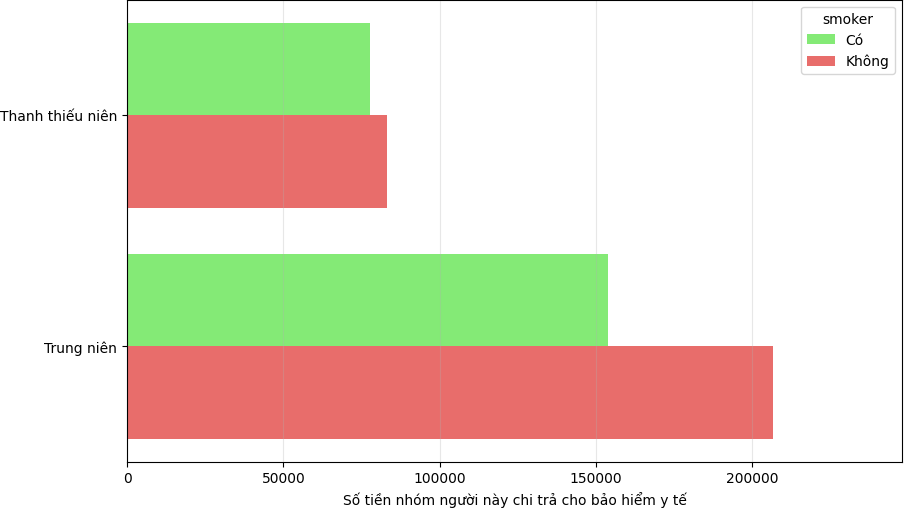 smoker
Có
Không
Thanh thiếu niên
Trung niên
0 50000 100000 150000 200000
Số tiền nhóm người này chi trả cho bảo hiểm y tế